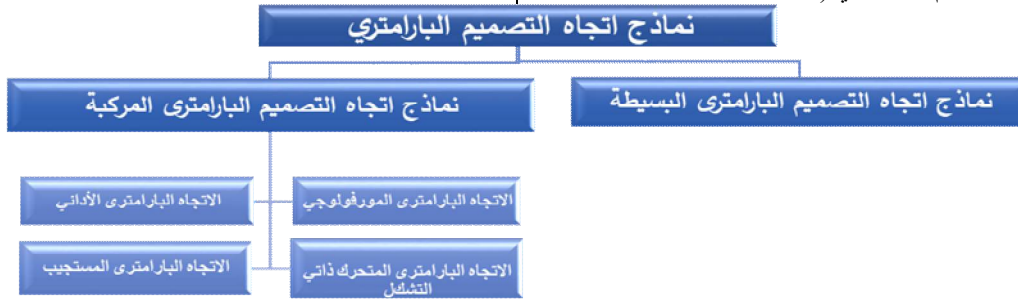 نماذج اتجاه التصميم البارامتري
نماذج اتجاه التصميم البارامترى البسيطة
نماذج اتجاه التصميم البارامترى المركبة
الاتجاه البارامترى المورفولوجي
الاتجاه البارامترى الأدائي
الاتجاه البارامترى المتحرك ذاتي
التشكل
الاتجاه البارامترى المستجيب